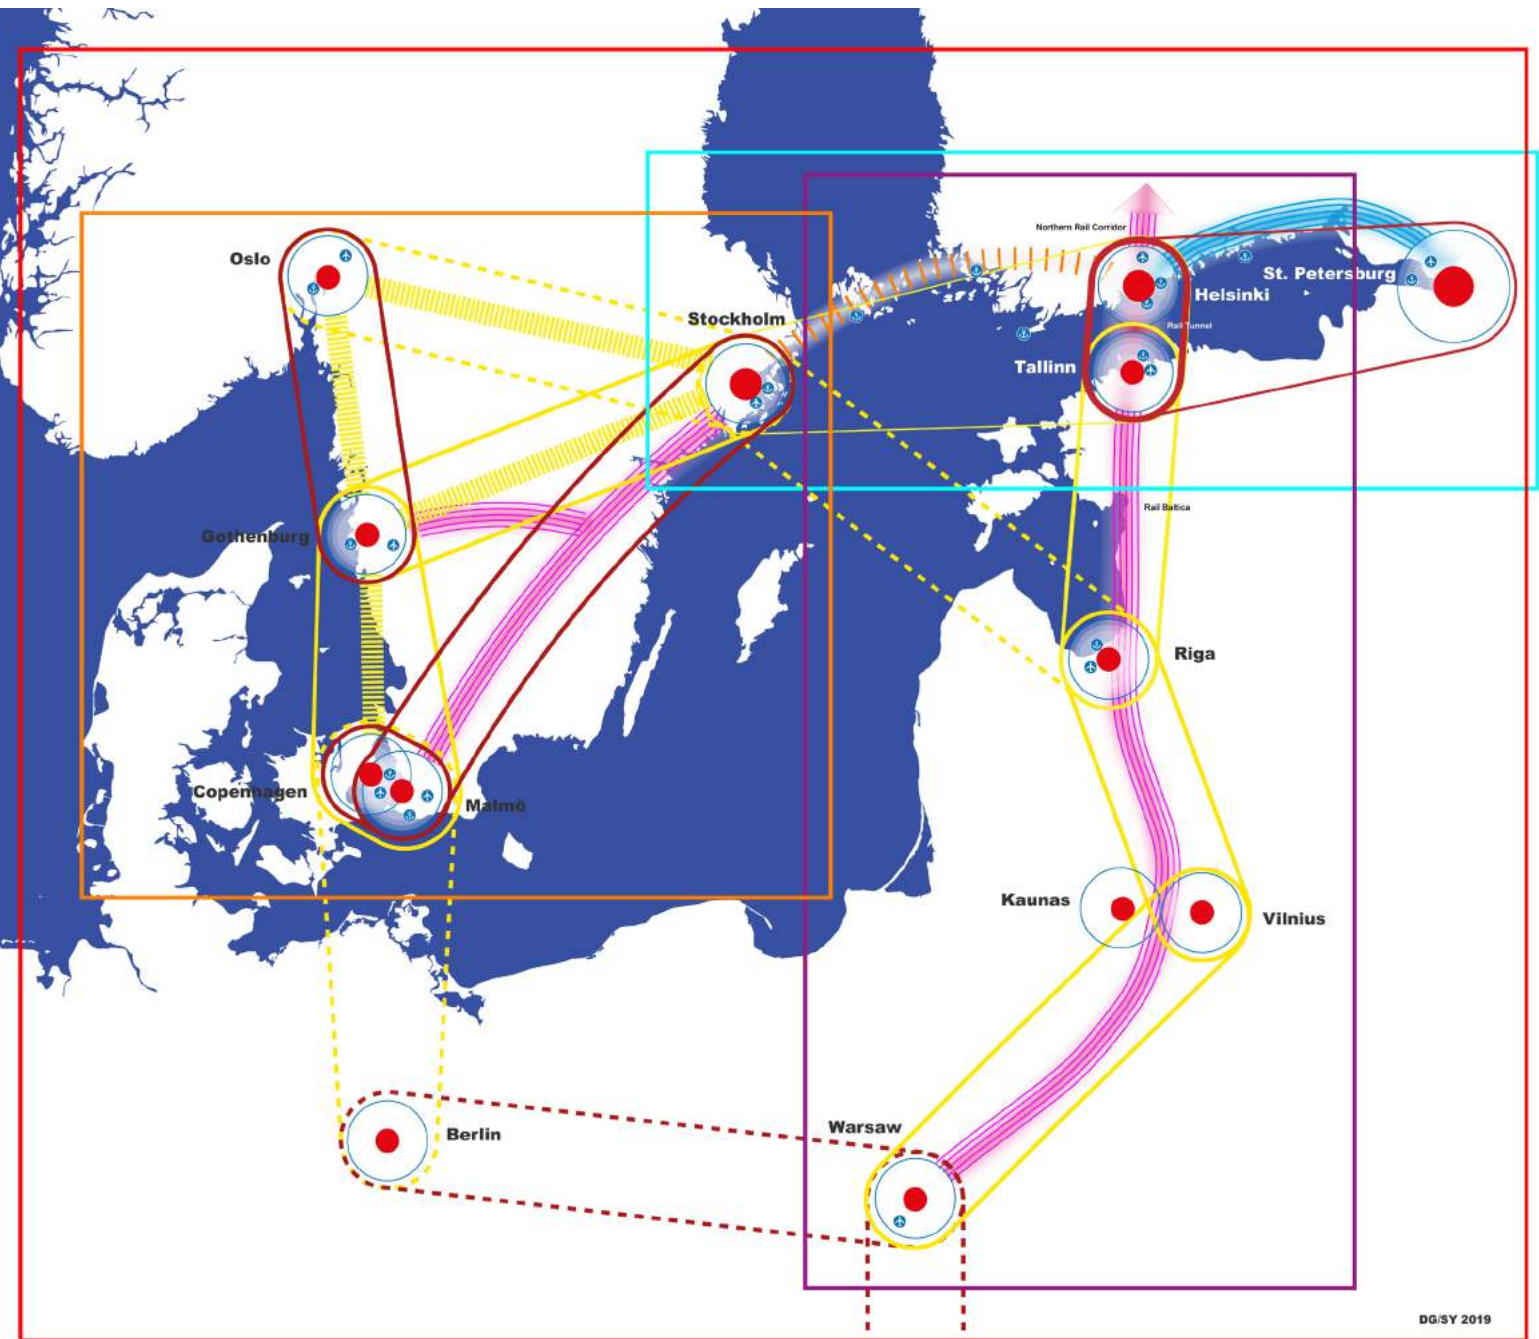 Northern Rail Corridor
Oslo
St. Petersburg
Helsinki
Stockholm
Rail Tunnel
Tallinn
Rail Baltica
Gothenburg
Riga
Copenhagen
Malmö
Kaunas
Vilnius
Warsaw
Berlin
DG/SY 2019